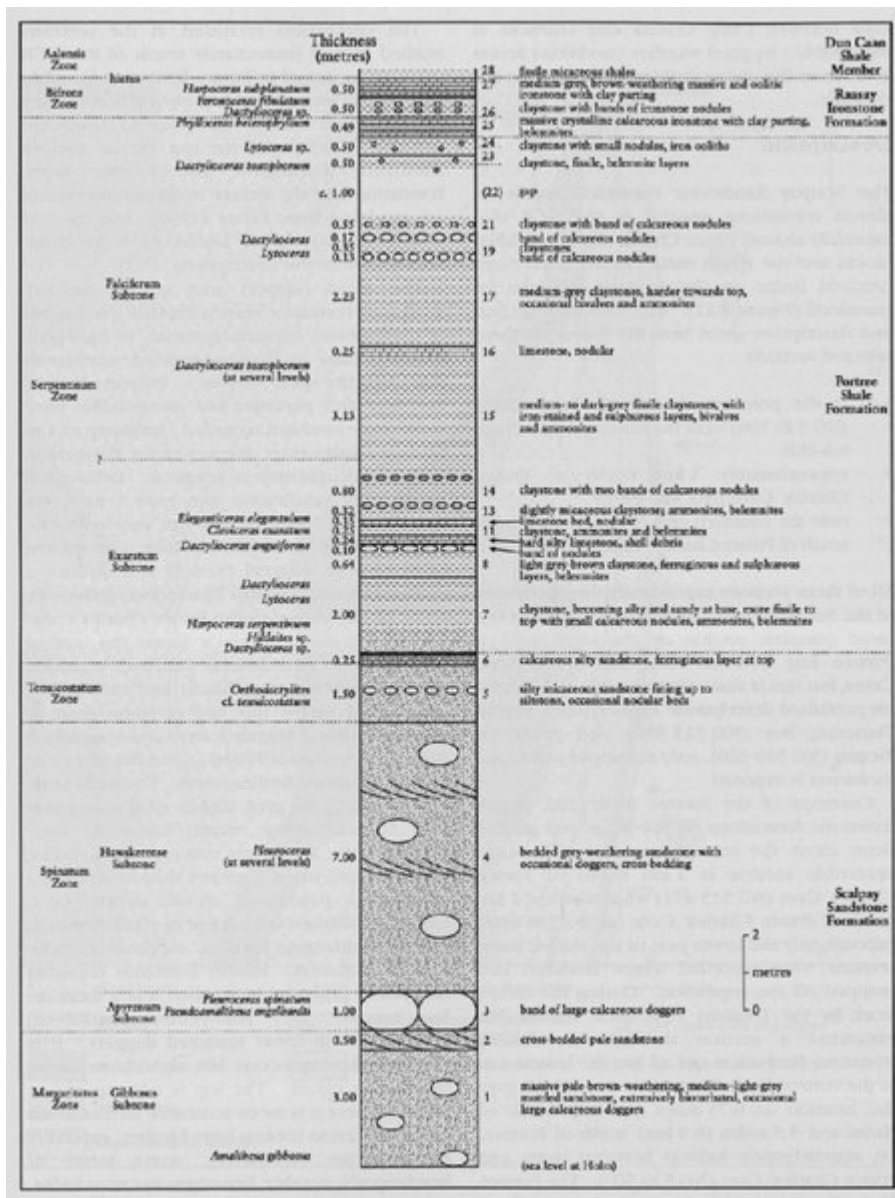 Thickness
(metres)
Aalensis
Zone
Dun Caan
Shale
Member
hiatus
28 fissile micaceous shales
Bifrons
Zone
Harpoceras subplanatum 0.50 27 medium grey, brown-weathering massive and oolitic
ironstone with clay parting
Raasay
Ironstone
Formation
fibulatum
Dactylioceras sp. 0.50 26 claystone with bands of ironstone nodules
Phylloceras heterophyllum 0.49 25 massive crystalline calcareous ironstone with clay parting,
belemnites
Lytoceras sp. 0.50 24 claystone with small nodules, iron ooliths
Dactylioceras 0.50 23 claystone, fissile, belemnite layers
c. 1.00 (22) gap
0.55 21 claystone with band of calcareous nodules
Dactylioceras band of calcareous nodules
claystone
Lytoceras 19 band of calcareous nodules
Falciferum
Subzone
2.23 17 medium-grey claystones, harder towards top,
occasional bivalves and ammonites
0.25 16 limestone, nodular
Dactylioceras
(at several levels)
Serpentinum
Zone
Portree
Shale
Formation
3.13 15 medium- to dark-grey fissile claystones, with
iron-stained and sulphurous layers, bivalves
and ammonites
?
0.80 14 claystone with two bands of calcareous nodules
Elegantuliceras elegantulum 13 slightly micaceous claystone; ammonites, belemnites
limestone bed, nodular
Cleviceras exaratum 11 claystone, ammonites and belemnites
hard silty limestone, shell debris
Dactylioceras anguiforme 0.10 band of nodules
Exaratum
Subzone
0.64 8 light grey-brown claystone, ferruginous and sulphurous
layers, belemnites
Dactylioceras
Lytoceras
2.00 7 claystone, becoming silty and sandy at base, more fissile to
top with small calcareous nodules, ammonites, belemnites
Harpoceras serpentinum
Hildaites sp.
Dactylioceras sp.
0.25 6 calcareous silty sandstone, ferruginous layer at top
Tenuicostatum
Zone
Orthodactylites
cf. tenuicostatum
1.50 5 silty micaceous sandstone fining up to
siltstone, occasional nodular beds
Spinatum
Zone
Hawskerense
Subzone
Pleuroceras
(at several levels)
7.00 4 bedded grey-weathering sandstone with
occasional doggers, cross-bedding
Scalpay
Sandstone
Formation
2
metres
0
Apyrenum
Subzone
Pleuroceras spinatum
Pseudoamaltheus engelhardti
1.00 3 band of large calcareous doggers
0.50 2 cross bedded pale sandstone
Margaritatus
Zone
Gibbosus
Subzone
3.00 1 massive pale brown weathering, medium-light grey
mottled sandstone, extensively bioturbated, occasional
large calcareous doggers
Amaltheus gibbosus
(sea level at Holm)